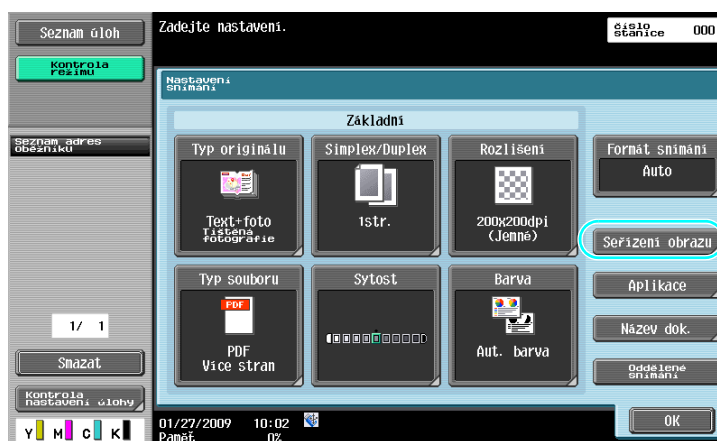 Seznam úloh
Kontrola
režimu
Seznam adres
oběžníku
1/ 1
Smazat
Kontrola
nastavení úlohy
Y M C K
Zadejte nastavení.
číslo
stanice 000
Nastavení
snímání
Základní
Typ originálu
Text+foto
Tištěná
fotografie
Simplex/Duplex
1str.
Rozlišení
200x200dpi
(Jemné)
Typ souboru
PDF
PDF
Více stran
Sytost
Barva
Aut. barva
Formát snímání
Auto
Seřízení obrazu
Aplikace
Název dok.
Oddělené
snímání
01/27/2009 10:02
Paměť 0%
OK